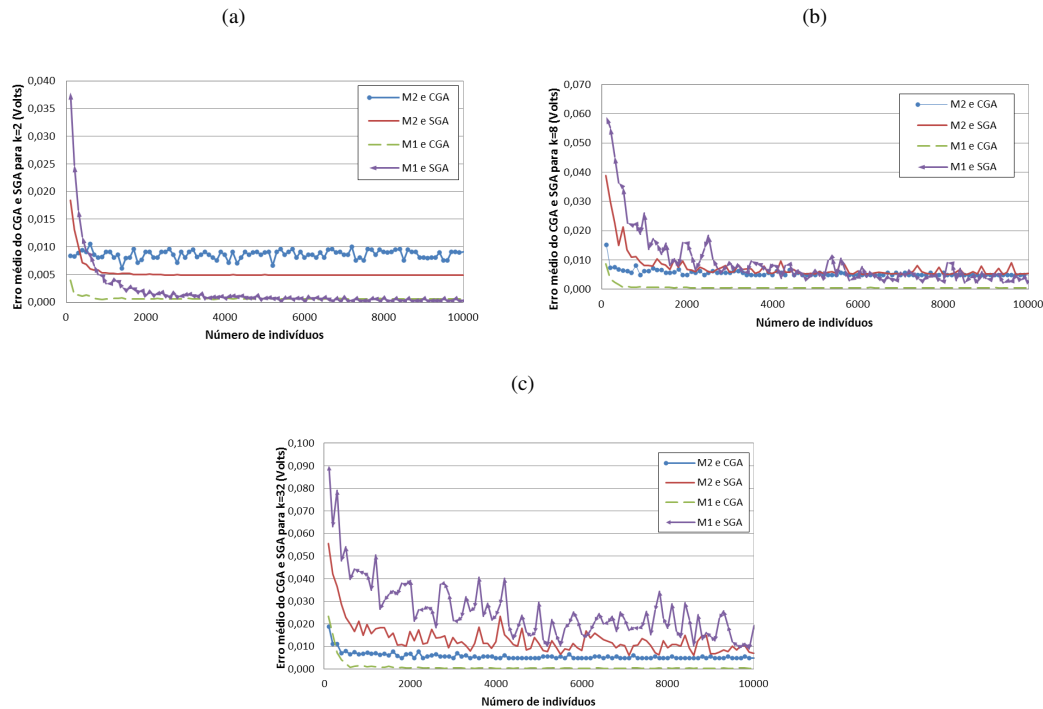 (a)
(b)
Erro médio do CGA e SGA para k=2 (Volts)
0,040
0,035
0,030
0,025
0,020
0,015
0,010
0,005
0,000
M2 e CGA
M2 e SGA
M1 e CGA
M1 e SGA
0
2000
4000
6000
8000
10000
Número de indivíduos
Erro médio do CGA e SGA para k=8 (Volts)
0,070
0,060
0,050
0,040
0,030
0,020
0,010
0,000
M2 e CGA
M2 e SGA
M1 e CGA
M1 e SGA
0
2000
4000
6000
8000
10000
Número de indivíduos
(c)
Erro médio do CGA e SGA para k=32 (Volts)
0,100
0,090
0,080
0,070
0,060
0,050
0,040
0,030
0,020
0,010
0,000
M2 e CGA
M2 e SGA
M1 e CGA
M1 e SGA
0
2000
4000
6000
8000
10000
Número de indivíduos